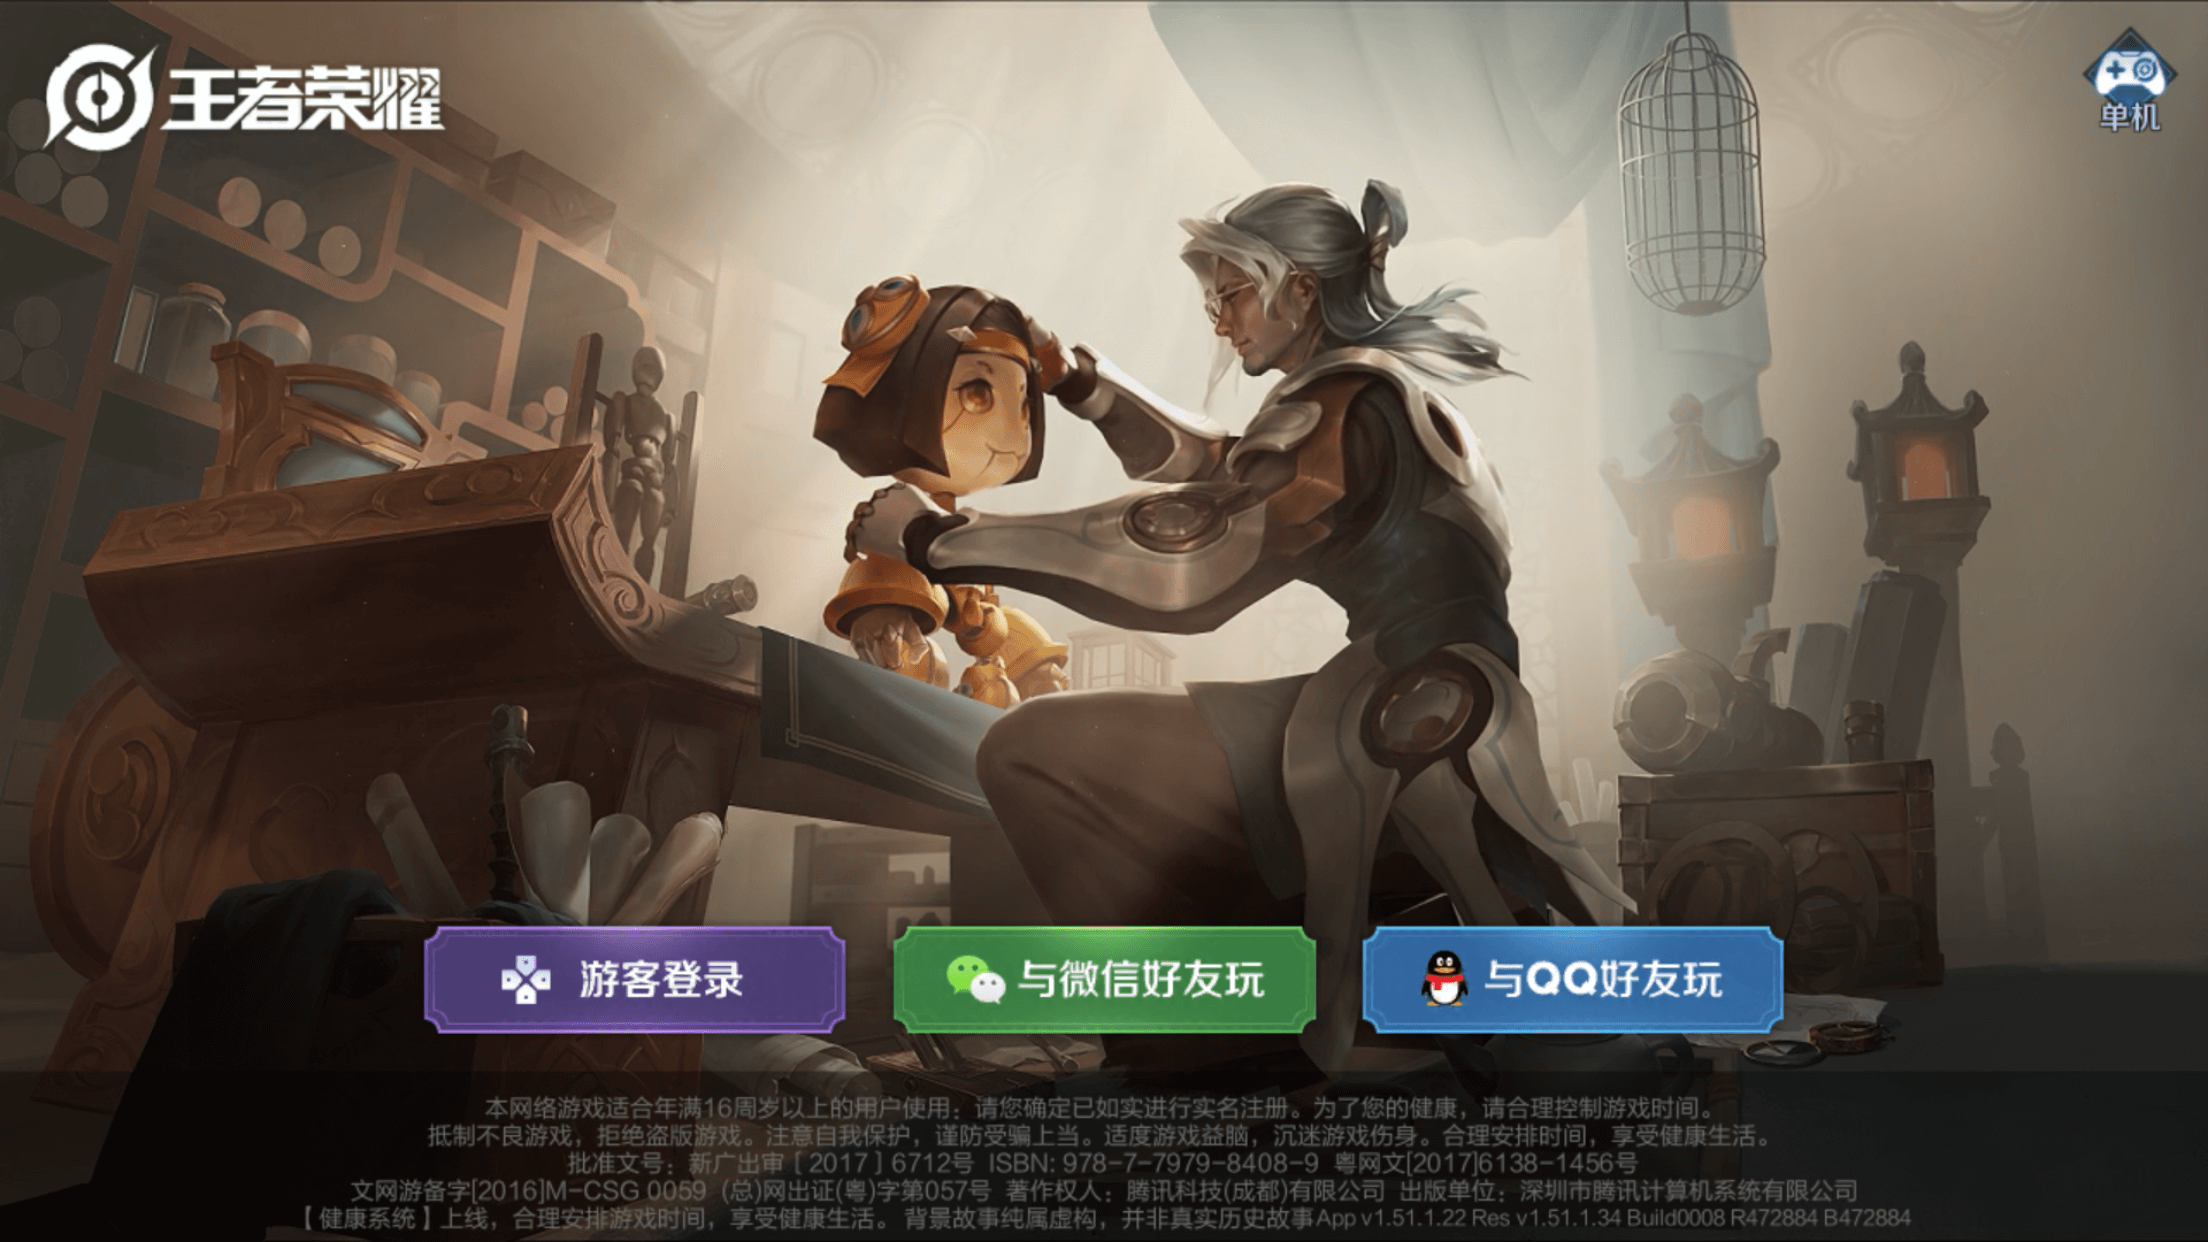 王者荣耀
单机
游客登录
与微信好友玩
与QQ好友玩
本网络游戏适合年满16周岁以上的用户使用；请您确定已如实进行实名注册。为了您的健康，请合理控制游戏时间。
抵制不良游戏，拒绝盗版游戏。注意自我保护，谨防受骗上当。适度游戏益脑，沉迷游戏伤身。合理安排时间，享受健康生活。
批准文号：新广出审［2017］6712号 ISBN: 978-7-7979-8408-9 粤网文[2017]6138-1456号
文网游备字[2016]M-CSG 0059 (总)网出证(粤)字第057号 著作权人：腾讯科技(成都)有限公司 出版单位：深圳市腾讯计算机系统有限公司
【健康系统】上线，合理安排游戏时间，享受健康生活。背景故事纯属虚构，并非真实历史故事App v1.51.1.22 Res v1.51.1.34 Build0008 R472884 B472884